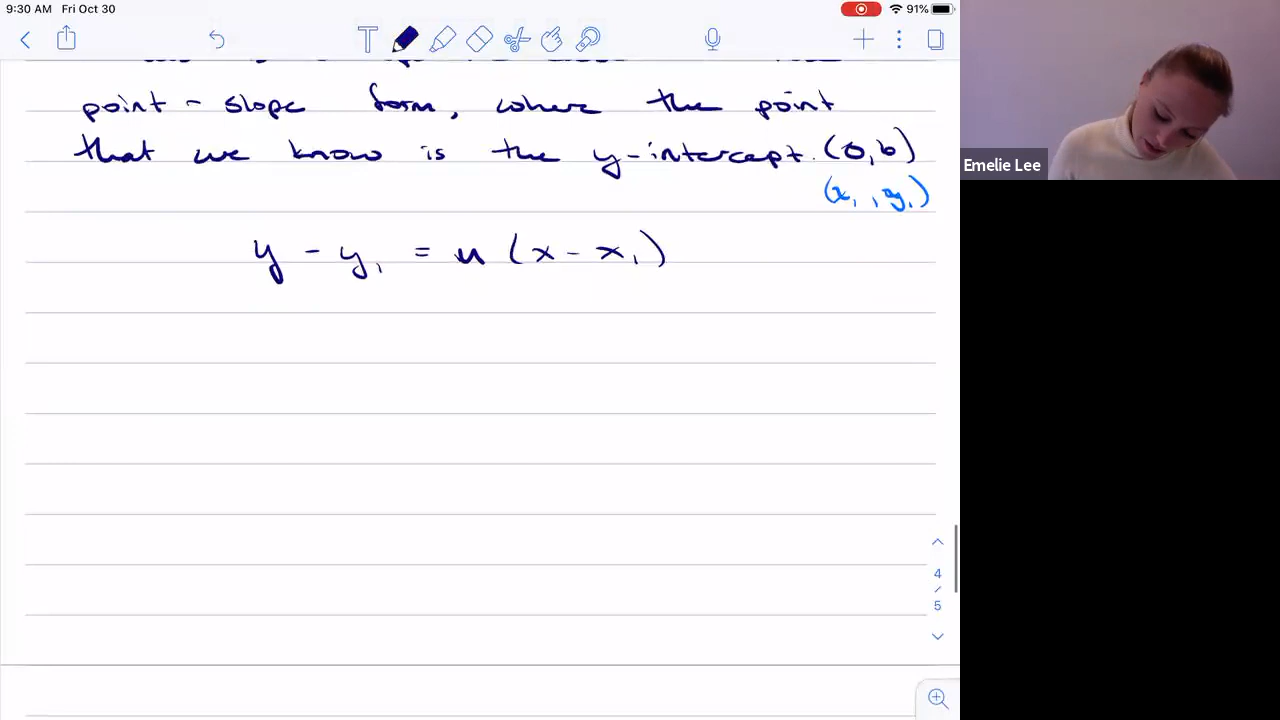 9:30 AM Fri Oct 30
91%
point - slope form, where the point
that we know is the y-intercept. (0,b)
(x₁, y₁)
y - y₁ = m (x - x₁)
Emelie Lee
4
/
5